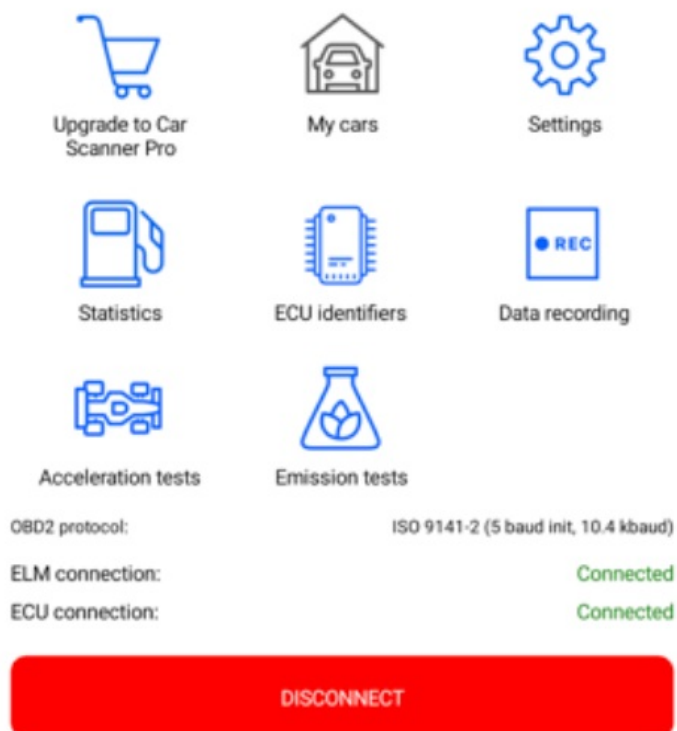 Upgrade to Car
Scanner Pro
My cars
Settings
Statistics
ECU identifiers
REC
Data recording
Acceleration tests
Emission tests
OBD2 protocol: ISO 9141-2 (5 baud init, 10.4 kbaud)
ELM connection: Connected
ECU connection: Connected
DISCONNECT